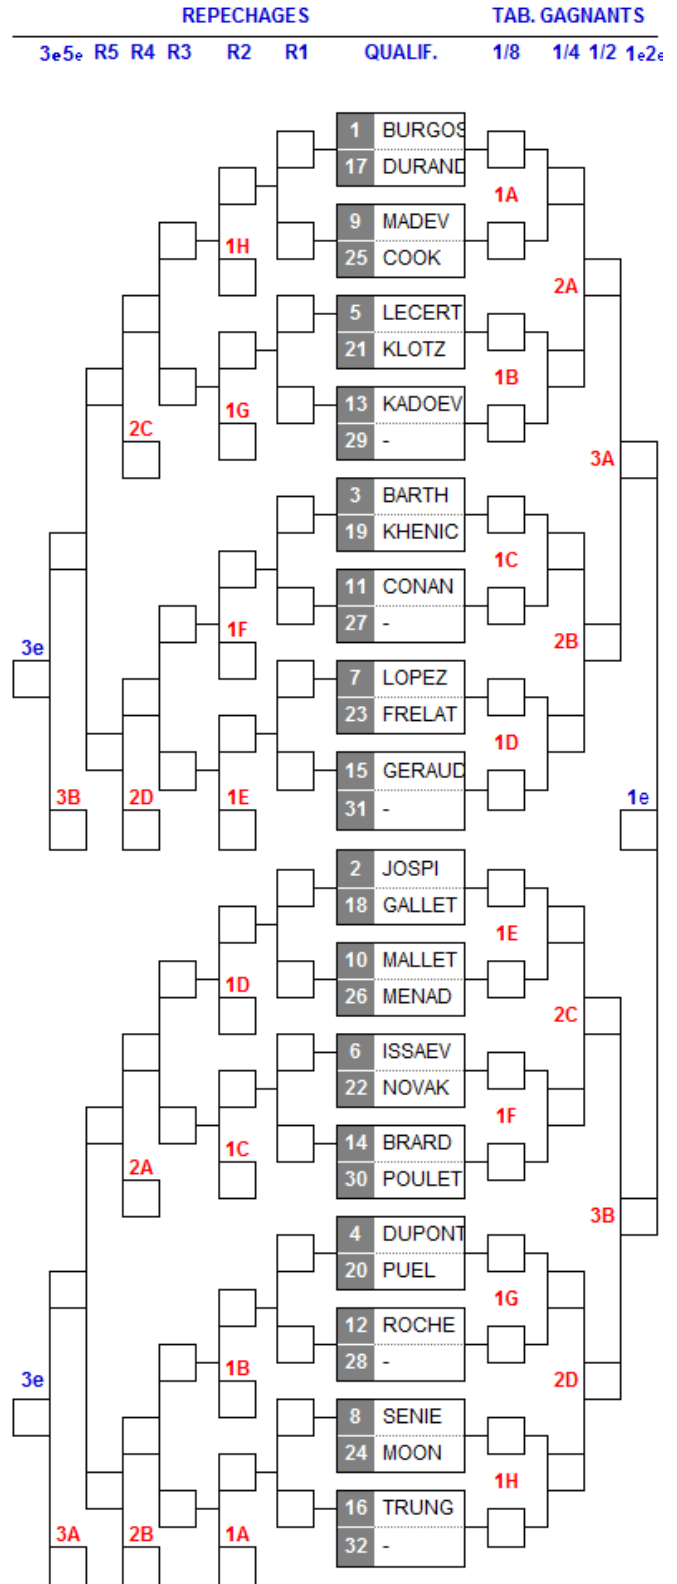 REPECHAGES TAB. GAGNANTS
3e5e R5 R4 R3 R2 R1 QUALIF. 1/8 1/4 1/2 1e2e
1 BURGOS
17 DURAND
1A
9 MADEV
1H
25 COOK
2A
5 LECERT
21 KLOTZ
1B
13 KADOEV
1G
2C
29 -
3A
3 BARTH
19 KHENIC
1C
11 CONAN
27 -
1F
2B
3e
7 LOPEZ
23 FRELAT
1D
15 GERAUD
3B 2D 1E
1e
31 -
2 JOSPI
18 GALLET
1E
10 MALLET
1D
26 MENAD
2C
6 ISSAEV
22 NOVAK
1F
14 BRARD
1C
2A
30 POULET
3B
4 DUPONT
20 PUEL
1G
12 ROCHE
28 -
1B
3e
2D
8 SENIE
24 MOON
1H
16 TRUNG
3A 2B 1A
32 -